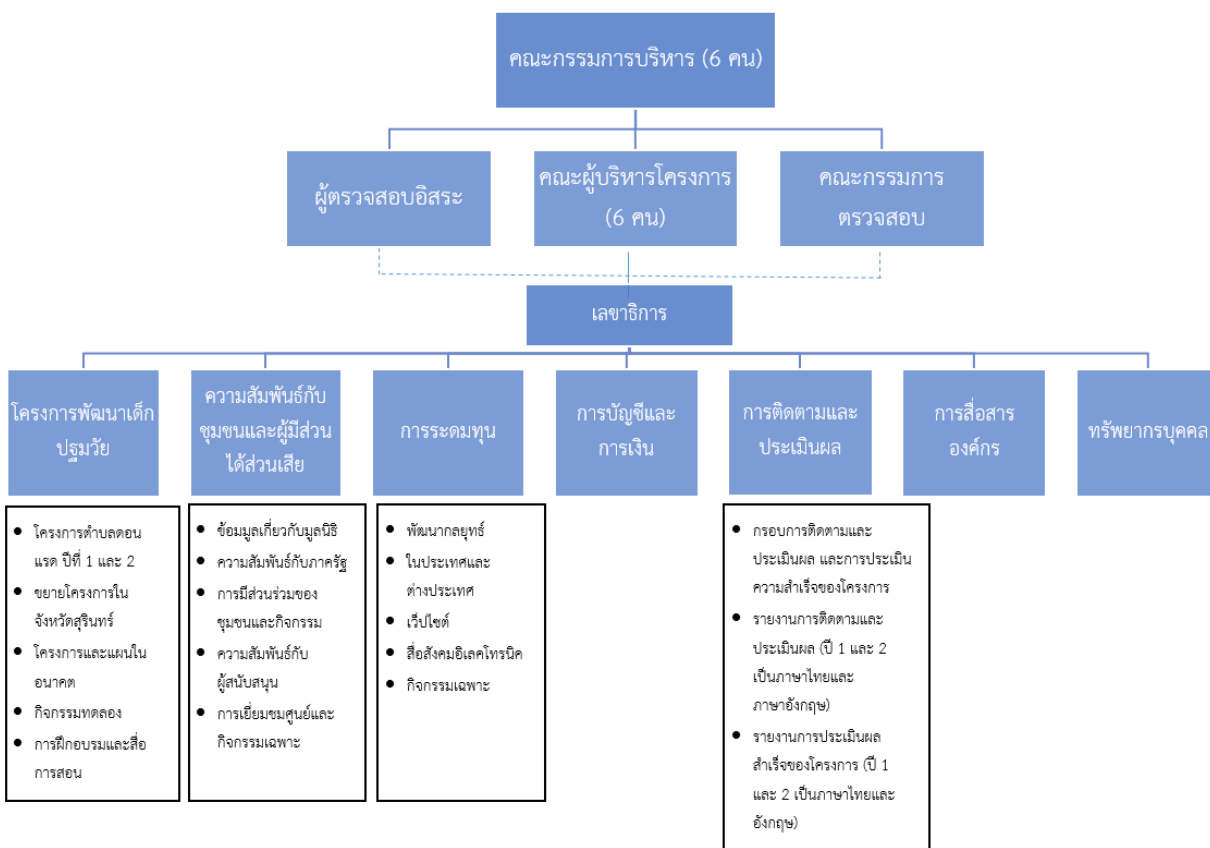 คณะกรรมการบริหาร (6 คน)
ผู้ตรวจสอบอิสระ
คณะผู้บริหารโครงการ
(6 คน)
คณะกรรมการ
ตรวจสอบ
เลขาธิการ
โครงการพัฒนาเด็ก
ปฐมวัย
ความสัมพันธ์กับ
ชุมชนและผู้มีส่วน
ได้ส่วนเสีย
การระดมทุน
การบัญชีและ
การเงิน
การติดตามและ
ประเมินผล
การสื่อสาร
องค์กร
ทรัพยากรบุคคล
• โครงการตำบลดอน
แรด ปีที่ 1 และ 2
• ขยายโครงการใน
จังหวัดสุรินทร์
• โครงการและแผนใน
อนาคต
• กิจกรรมทดลอง
• การฝึกอบรมและสื่อ
การสอน
• ข้อมมูลเกี่ยวกับมูลนิธิ
• ความสัมพันธ์กับภาครัฐ
• การมีส่วนร่วมของ
ชุมชนและกิจกรรม
• ความสัมพันธ์กับ
ผู้สนับสนุน
• การเยี่ยมชมศูนย์และ
กิจกรรมเฉพาะ
• พัฒนากลยุทธ์
• ในประเทศและ
ต่างประเทศ
• เว็ปไซต์
• สื่อสังคมอิเลคโทรนิค
• กิจกรรมเฉพาะ
• กรอบการติดตามและ
ประเมินผล และการประเมิน
ความสำเร็จของโครงการ
• รายงานการติดตามและ
ประเมินผล (ปี 1 และ 2
เป็นภาษาไทยและ
ภาษาอังกฤษ)
• รายงานการประเมินผล
สำเร็จของโครงการ (ปี 1
และ 2 เป็นภาษาไทยและ
อังกฤษ)